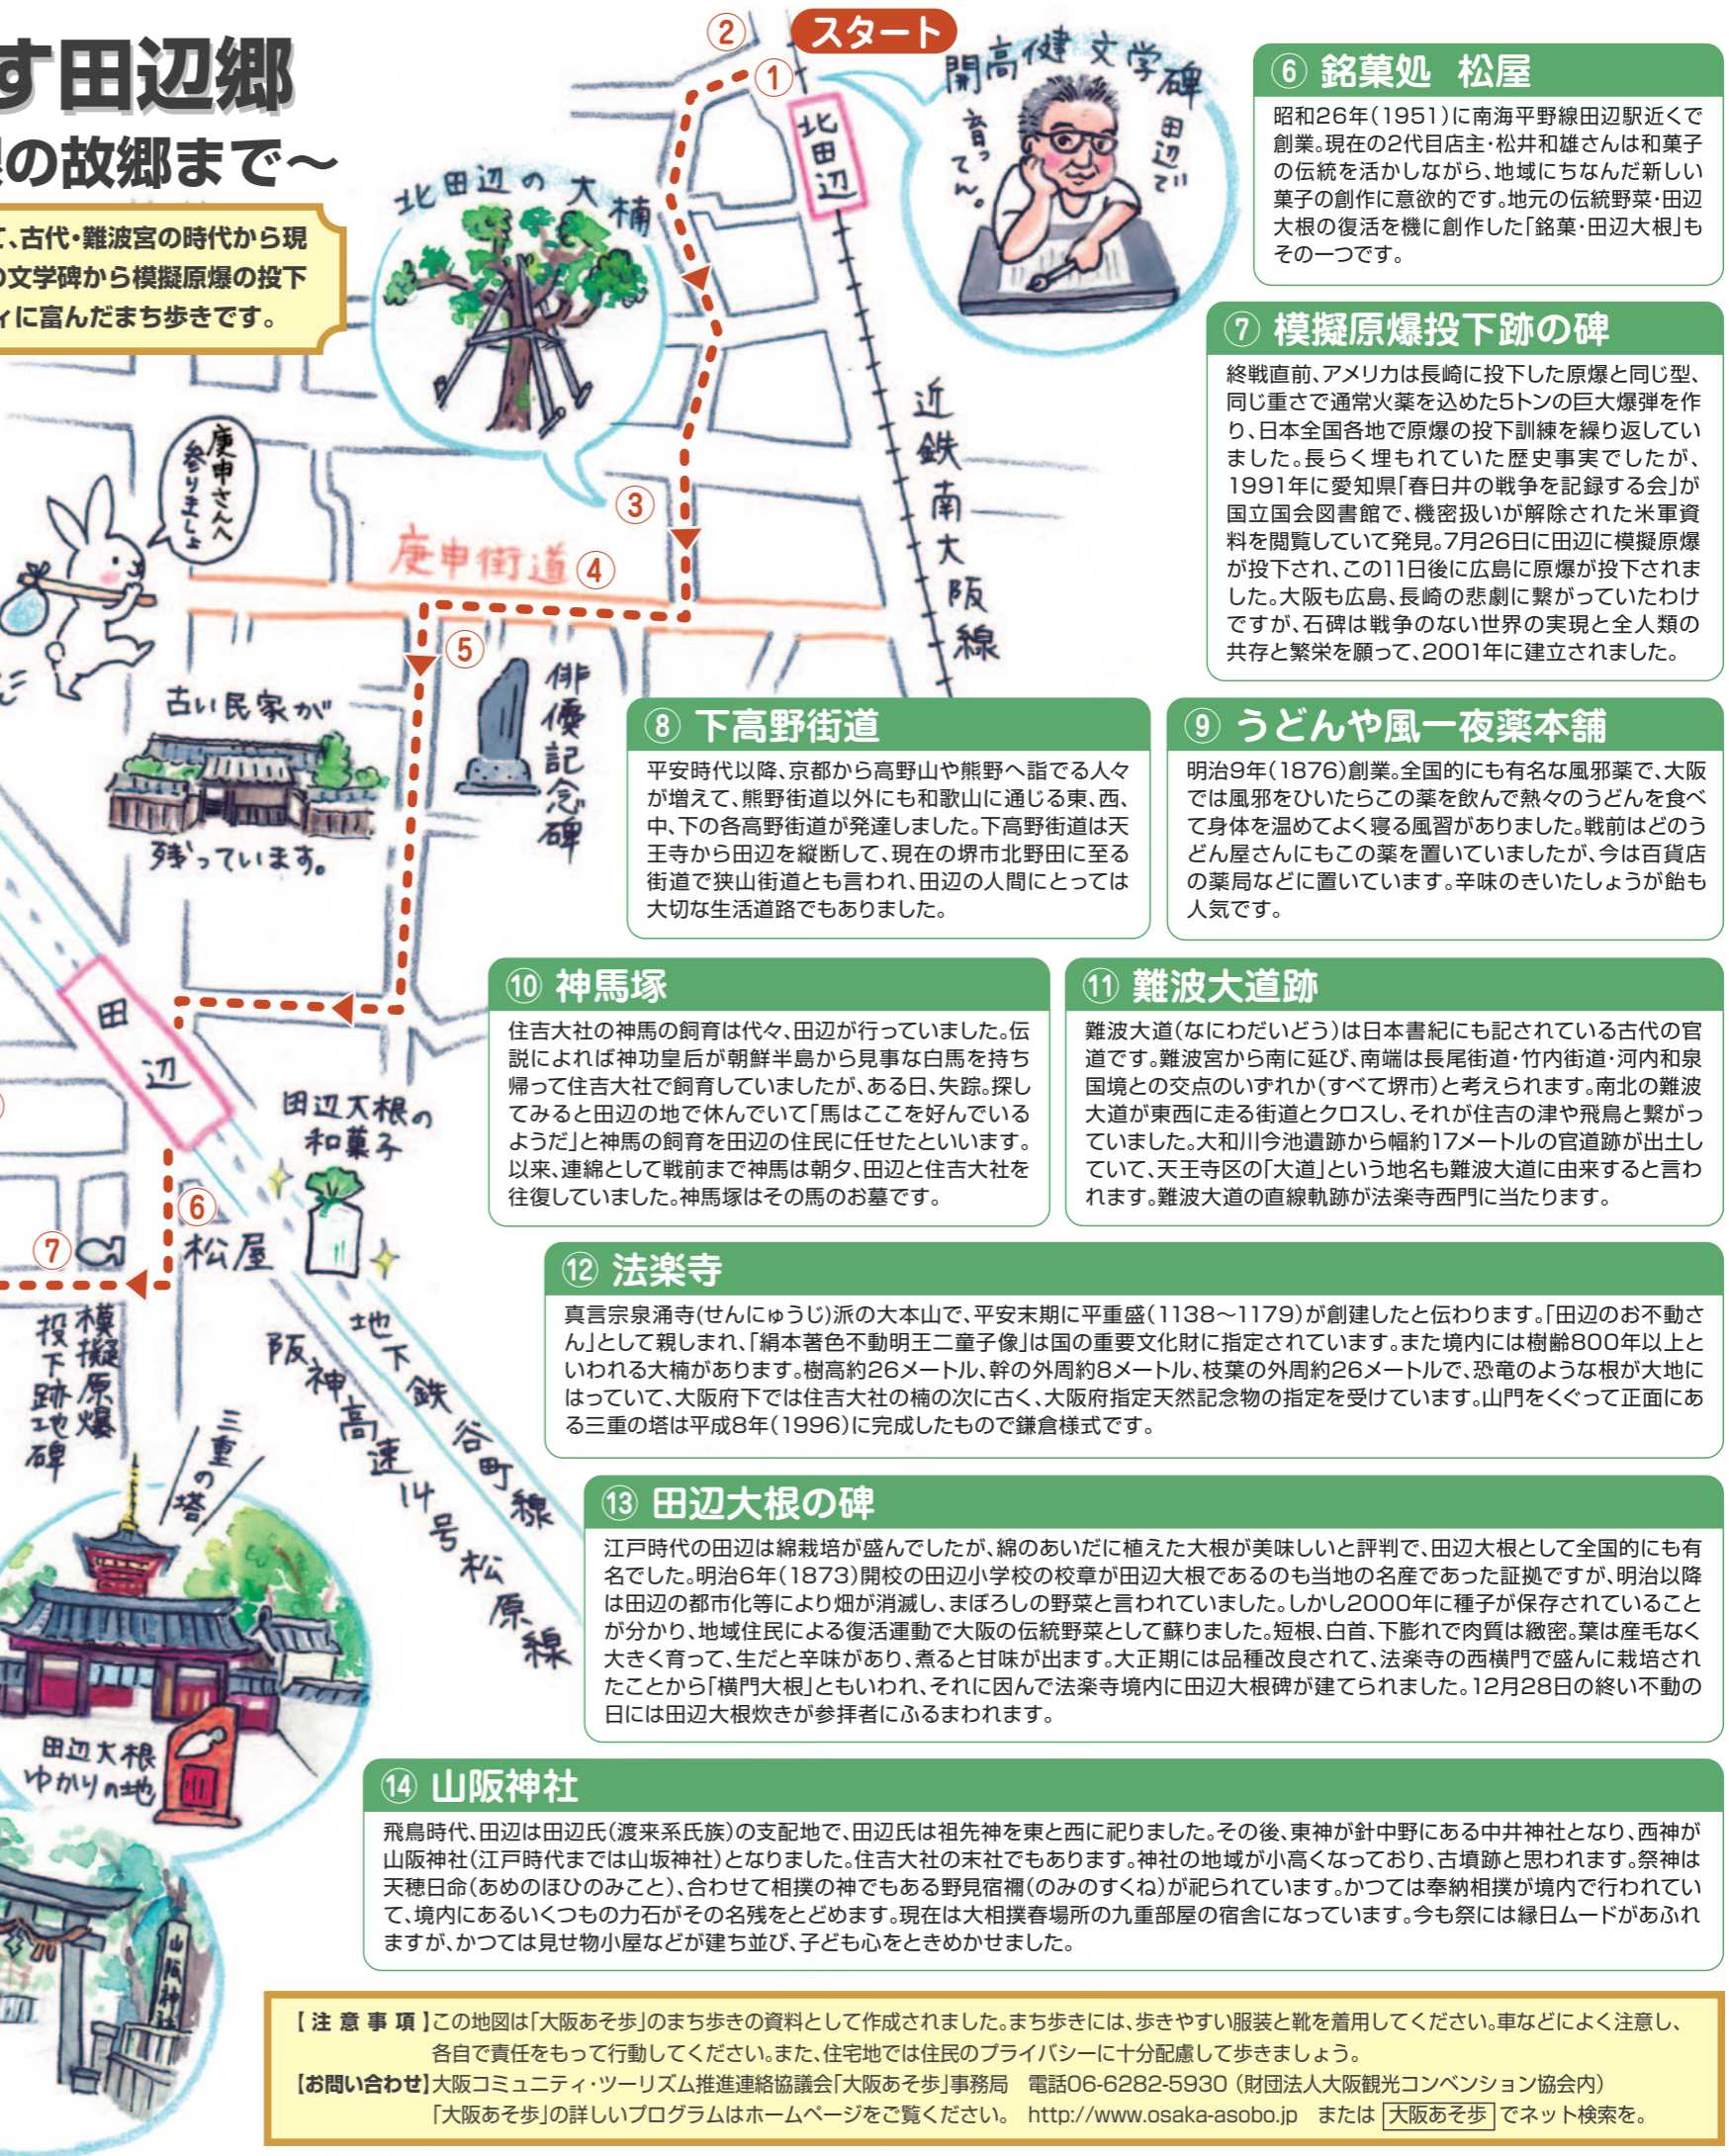 す田辺郷
の故郷まで～
て、古代・難波宮の時代から現
の文学碑から模擬原爆の投下
ィに富んだまち歩きです。
スタート
②
①
北田辺
開高健文学碑
田辺で
育ってん。
北田辺の大楠
近鉄南大阪線
庚申さんへ
参りましょ
③
庚申街道
④
⑤
俳優記念碑
古い民家が
残っています。
田辺
田辺大根の
和菓子
⑥
松屋
⑦
模擬原爆
投下跡地碑
地下鉄谷町線
阪神高速14号松原線
三重の塔
田辺大根
ゆかりの地
山阪神社
⑥ 銘菓処 松屋
昭和26年(1951)に南海平野線田辺駅近くで
創業。現在の2代目店主・松井和雄さんは和菓子
の伝統を活かしながら、地域にちなんだ新しい
菓子の創作に意欲的です。地元の伝統野菜・田辺
大根の復活を機に創作した「銘菓・田辺大根」も
その一つです。
⑦ 模擬原爆投下跡の碑
終戦直前、アメリカは長崎に投下した原爆と同じ型、
同じ重さで通常火薬を込めた5トンの巨大爆弾を作
り、日本全国各地で原爆の投下訓練を繰り返してい
ました。長らく埋もれていた歴史事実でしたが、
1991年に愛知県「春日井の戦争を記録する会」が
国立国会図書館で、機密扱いが解除された米軍資
料を閲覧していて発見。7月26日に田辺に模擬原爆
が投下され、この11日後に広島に原爆が投下されま
した。大阪も広島、長崎の悲劇に繋がっていたわけ
ですが、石碑は戦争のない世界の実現と全人類の
共存と繁栄を願って、2001年に建立されました。
⑧ 下高野街道
平安時代以降、京都から高野山や熊野へ詣でる人々
が増えて、熊野街道以外にも和歌山に通じる東、西、
中、下の各高野街道が発達しました。下高野街道は天
王寺から田辺を縦断して、現在の堺市北野田に至る
街道で狭山街道とも言われ、田辺の人間にとっては
大切な生活道路でもありました。
⑨ うどんや風一夜薬本舗
明治9年(1876)創業。全国的にも有名な風邪薬で、大阪
では風邪をひいたらこの薬を飲んで熱々のうどんを食べ
て身体を温めてよく寝る風習がありました。戦前はどのう
どん屋さんにもこの薬を置いていましたが、今は百貨店
の薬局などに置いています。辛味のきいたしょうが飴も
人気です。
⑩ 神馬塚
住吉大社の神馬の飼育は代々、田辺が行っていました。伝
説によれば神功皇后が朝鮮半島から見事な白馬を持ち
帰って住吉大社で飼育していましたが、ある日、失踪。探し
てみると田辺の地で休んでいて「馬はここを好んでいる
ようだ」と神馬の飼育を田辺の住民に任せたといいます。
以来、連綿として戦前まで神馬は朝夕、田辺と住吉大社を
往復していました。神馬塚はその馬のお墓です。
⑪ 難波大道跡
難波大道(なにわだいどう)は日本書紀にも記されている古代の官
道です。難波宮から南に延び、南端は長尾街道・竹内街道・河内和泉
国境との交点のいずれか(すべて堺市)と考えられます。南北の難波
大道が東西に走る街道とクロスし、それが住吉の津や飛鳥と繋がっ
ていました。大和川今池遺跡から幅約17メートルの官道跡が出土し
ていて、天王寺区の「大道」という地名も難波大道に由来すると言わ
れます。難波大道の直線軌跡が法楽寺西門に当たります。
⑫ 法楽寺
真言宗泉涌寺(せんにゅうじ)派の大本山で、平安末期に平重盛(1138～1179)が創建したと伝わります。「田辺のお不動さ
ん」として親しまれ、「絹本著色不動明王二童子像」は国の重要文化財に指定されています。また境内には樹齢800年以上と
いわれる大楠があります。樹高約26メートル、幹の外周約8メートル、枝葉の外周約26メートルで、恐竜のような根が大地に
はっていて、大阪府下では住吉大社の楠の次に古く、大阪府指定天然記念物の指定を受けています。山門をくぐって正面にあ
る三重の塔は平成8年(1996)に完成したもので鎌倉様式です。
⑬ 田辺大根の碑
江戸時代の田辺は綿栽培が盛んでしたが、綿のあいだに植えた大根が美味しいと評判で、田辺大根として全国的にも有
名でした。明治6年(1873)開校の田辺小学校の校章が田辺大根であるのも当地の名産であった証拠ですが、明治以降
は田辺の都市化等により畑が消滅し、まぼろしの野菜と言われていました。しかし2000年に種子が保存されていること
が分かり、地域住民による復活運動で大阪の伝統野菜として蘇りました。短根、白首、下膨れで肉質は緻密。葉は産毛なく
大きく育って、生だと辛味があり、煮ると甘味が出ます。大正期には品種改良されて、法楽寺の西横門で盛んに栽培され
たことから「横門大根」ともいわれ、それに因んで法楽寺境内に田辺大根碑が建てられました。12月28日の終い不動の
日には田辺大根炊きが参拝者にふるまわれます。
⑭ 山阪神社
飛鳥時代、田辺は田辺氏(渡来系氏族)の支配地で、田辺氏は祖先神を東と西に祀りました。その後、東神が針中野にある中井神社となり、西神が
山阪神社(江戸時代までは山坂神社)となりました。住吉大社の末社でもあります。神社の地域が小高くなっており、古墳跡と思われます。祭神は
天穂日命(あめのほひのみこと)、合わせて相撲の神でもある野見宿禰(のみのすくね)が祀られています。かつては奉納相撲が境内で行われてい
て、境内にあるいくつもの力石がその名残をとどめます。現在は大相撲春場所の九重部屋の宿舎になっています。今も祭には縁日ムードがあふれ
ますが、かつては見せ物小屋などが建ち並び、子ども心をときめかせました。
【注意事項】この地図は「大阪あそ歩」のまち歩きの資料として作成されました。まち歩きには、歩きやすい服装と靴を着用してください。車などによく注意し、
各自で責任をもって行動してください。また、住宅地では住民のプライバシーに十分配慮して歩きましょう。
【お問い合わせ】大阪コミュニティ・ツーリズム推進連絡協議会「大阪あそ歩」事務局 電話06-6282-5930 (財団法人大阪観光コンベンション協会内)
「大阪あそ歩」の詳しいプログラムはホームページをご覧ください。 http://www.osaka-asobo.jp または 大阪あそ歩 でネット検索を。